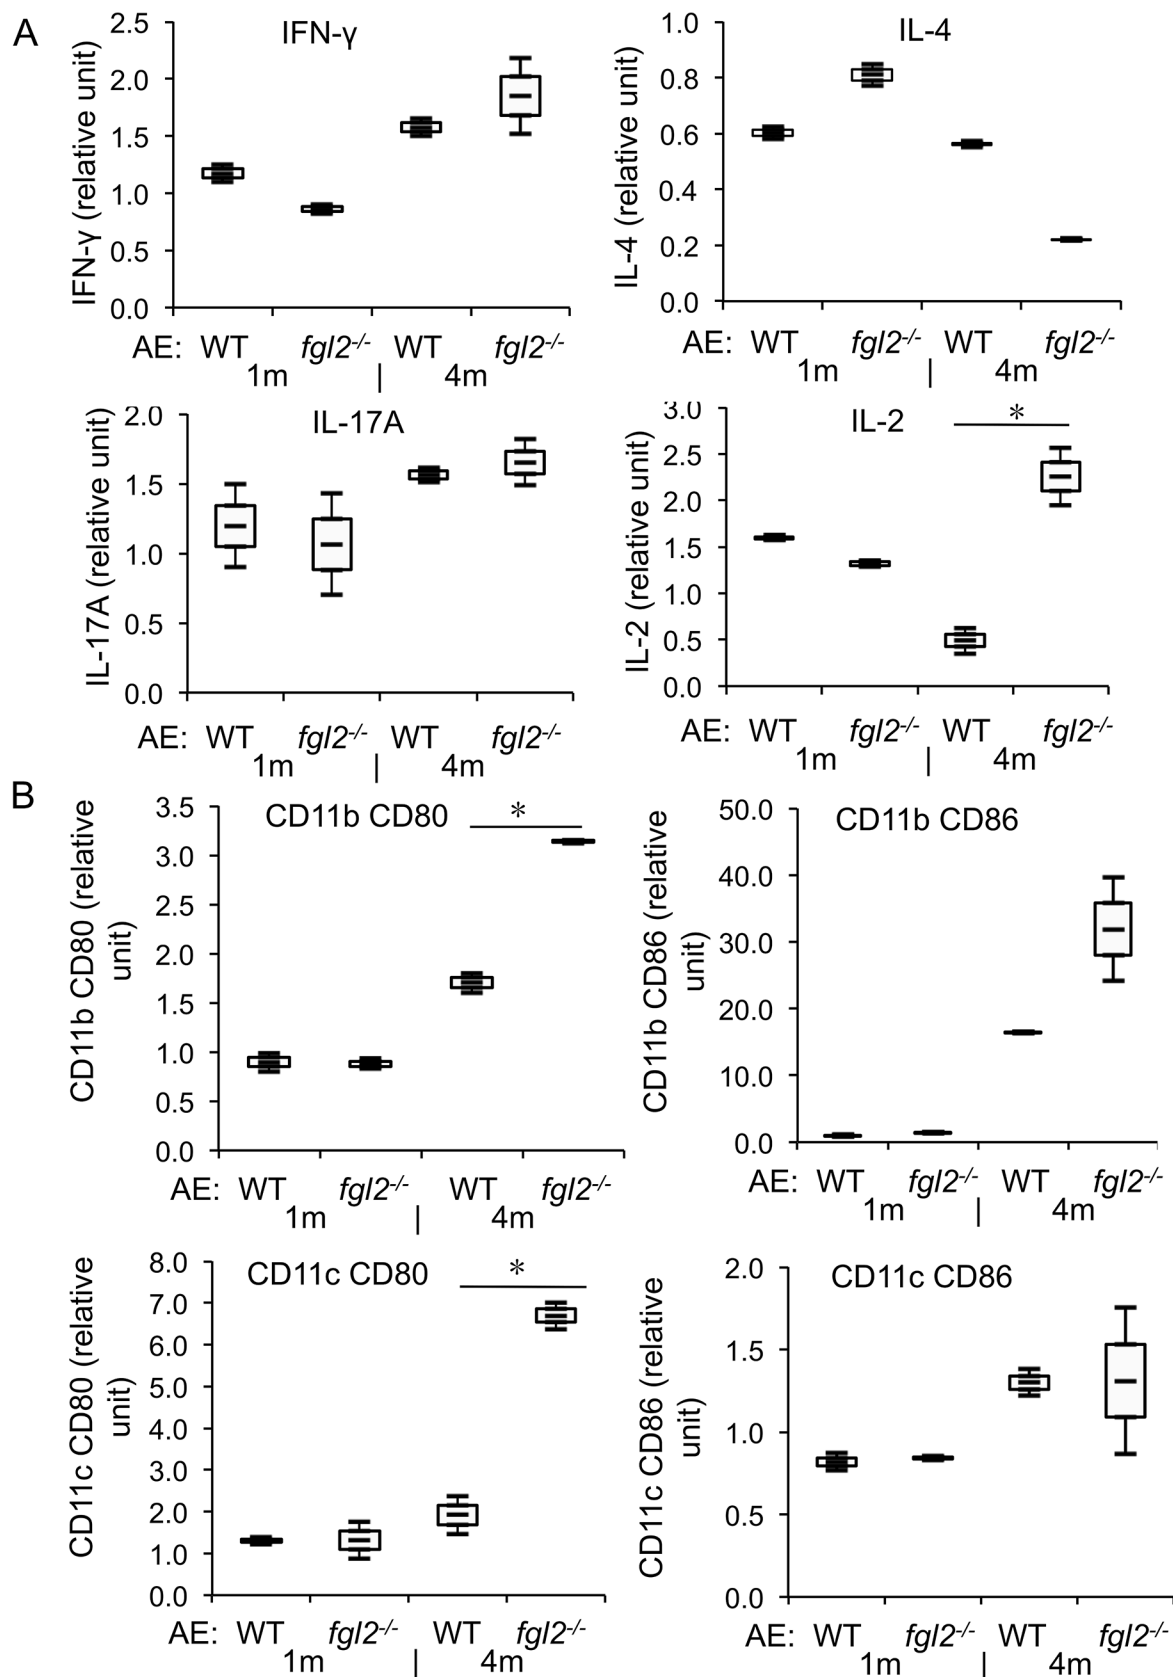 A
IFN-γ
IFN-γ (relative unit)
2.5
2.0
1.5
1.0
0.5
0.0
AE: WT fgl2-/- WT fgl2-/-
1m | 4m
IL-4
IL-4 (relative unit)
1.0
0.8
0.6
0.4
0.2
0.0
AE: WT fgl2-/- WT fgl2-/-
1m | 4m
IL-17A
IL-17A (relative unit)
2.0
1.5
1.0
0.5
0.0
AE: WT fgl2-/- WT fgl2-/-
1m | 4m
IL-2
*
IL-2 (relative unit)
3.0
2.5
2.0
1.5
1.0
0.5
0.0
AE: WT fgl2-/- WT fgl2-/-
1m | 4m
B
CD11b CD80
*
CD11b CD80 (relative
unit)
3.5
3.0
2.5
2.0
1.5
1.0
0.5
0.0
AE: WT fgl2-/- WT fgl2-/-
1m | 4m
CD11b CD86
CD11b CD86 (relative
unit)
50.0
40.0
30.0
20.0
10.0
0.0
AE: WT fgl2-/- WT fgl2-/-
1m | 4m
CD11c CD80
*
CD11c CD80 (relative
unit)
8.0
7.0
6.0
5.0
4.0
3.0
2.0
1.0
0.0
AE: WT fgl2-/- WT fgl2-/-
1m | 4m
CD11c CD86
CD11c CD86 (relative
unit)
2.0
1.5
1.0
0.5
0.0
AE: WT fgl2-/- WT fgl2-/-
1m | 4m